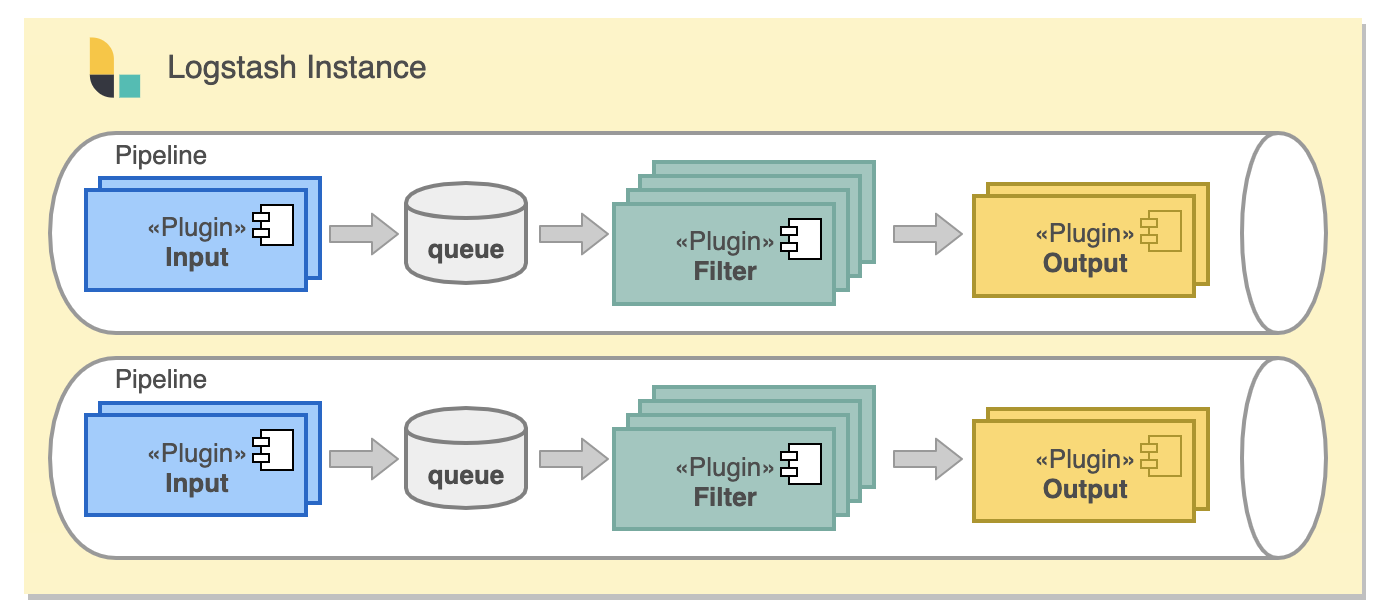 Logstash Instance
Pipeline
«Plugin»
Input
queue
«Plugin»
Filter
«Plugin»
Output
Pipeline
«Plugin»
Input
queue
«Plugin»
Filter
«Plugin»
Output